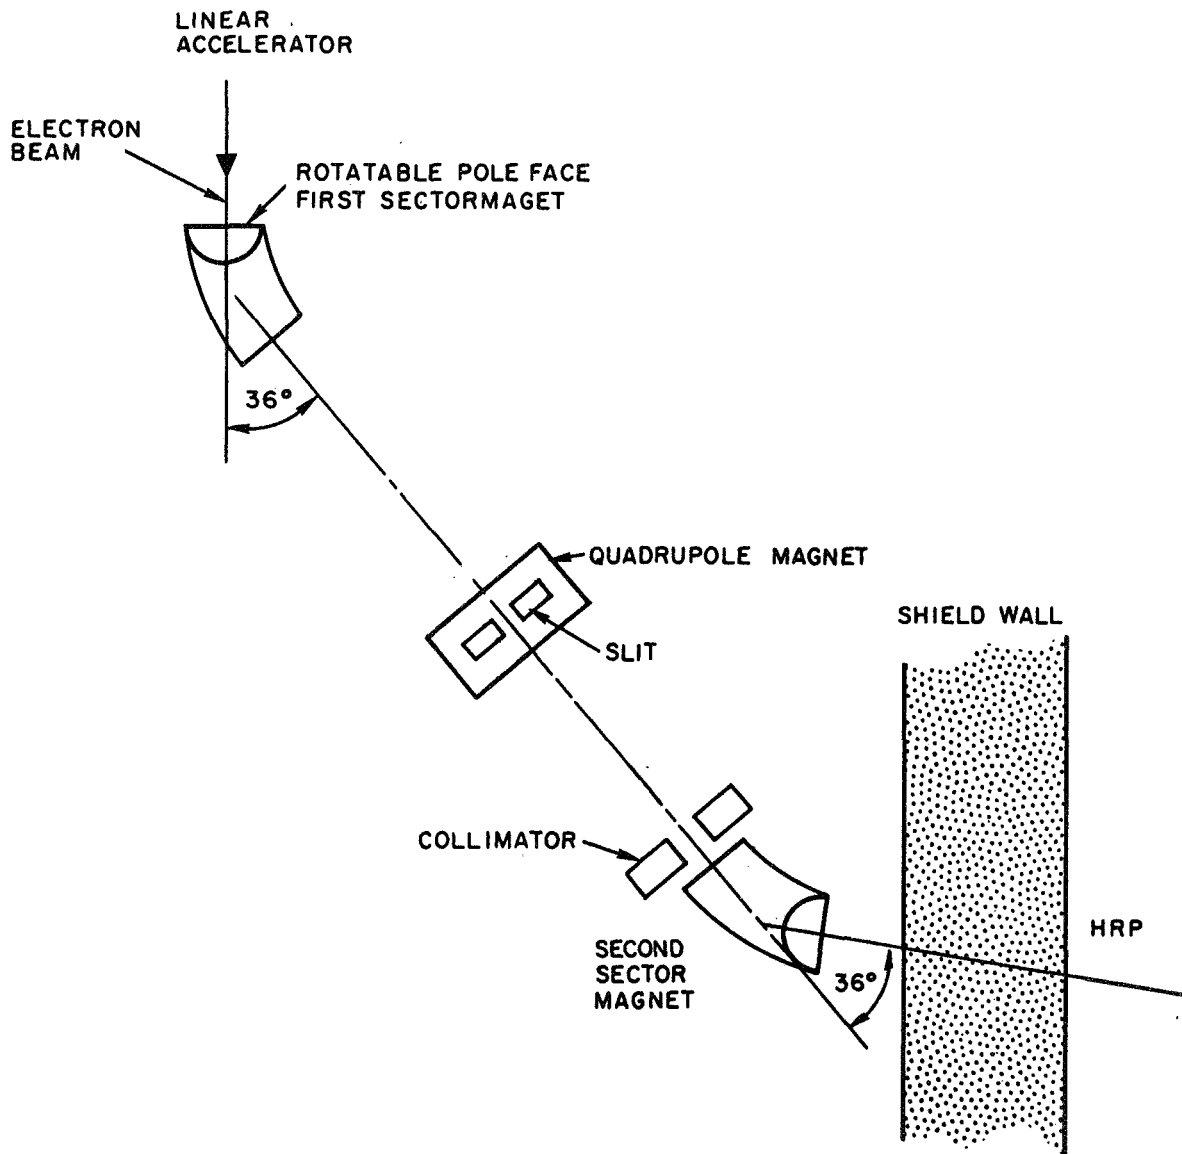 LINEAR
ACCELERATOR
ELECTRON
BEAM
ROTATABLE POLE FACE
FIRST SECTORMAGET
36°
QUADRUPOLE MAGNET
SLIT
SHIELD WALL
COLLIMATOR
HRP
SECOND
SECTOR
MAGNET
36°